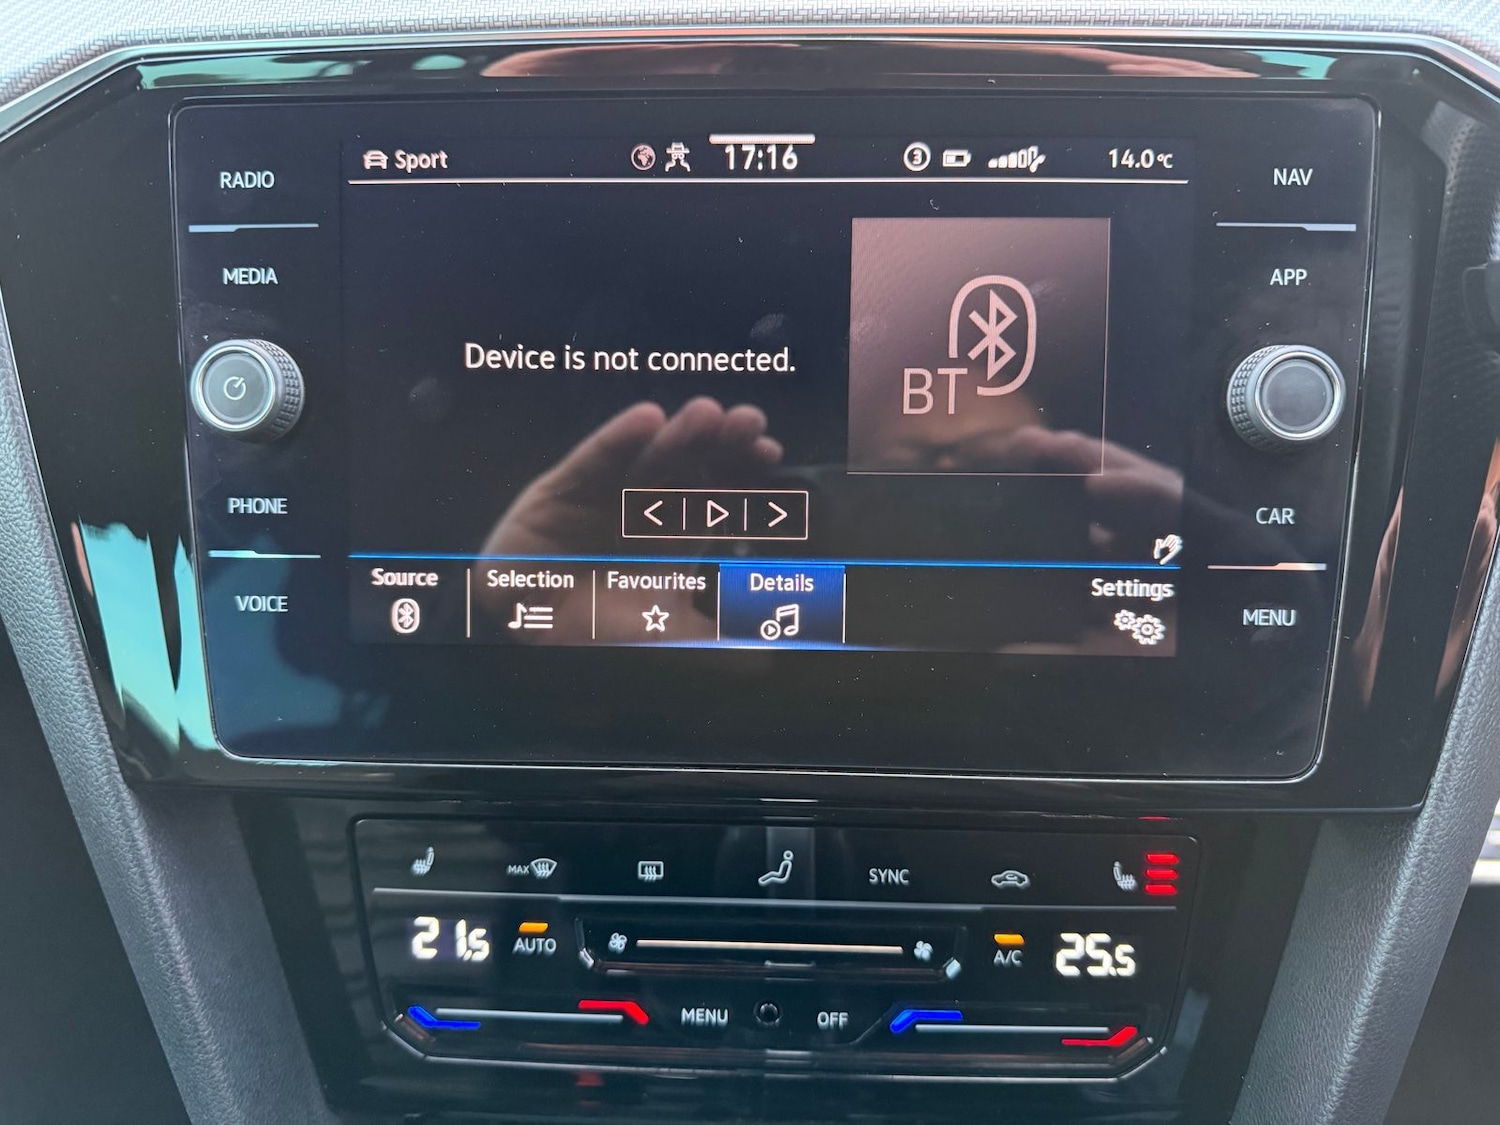 RADIO
MEDIA
PHONE
VOICE
Sport
17:16
3
14.0°C
NAV
APP
CAR
MENU
Device is not connected.
BT
Source
Selection
Favourites
Details
Settings
MAX
SYNC
21.5
AUTO
A/C
25.5
MENU
OFF